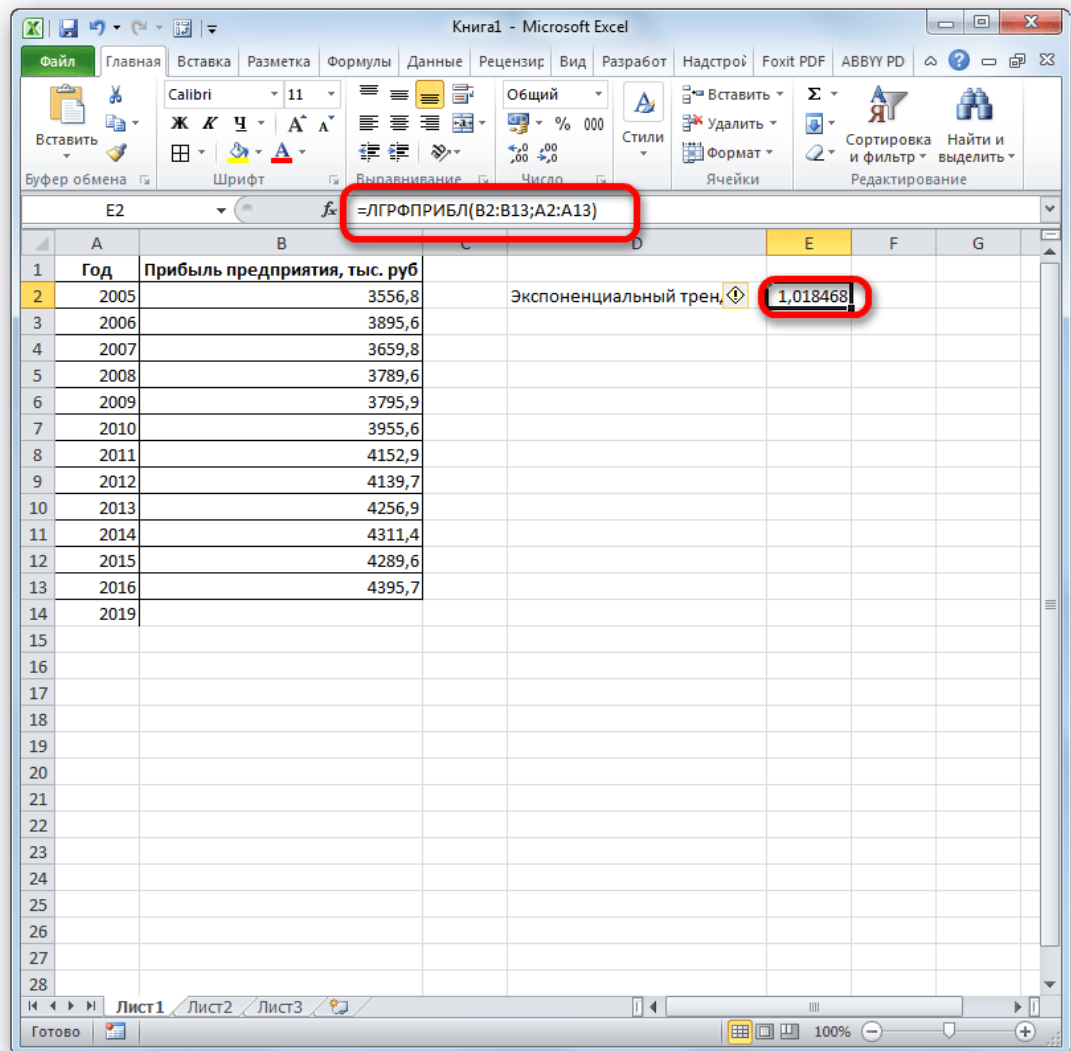 Книга1 - Microsoft Excel
Файл Главная Вставка Разметка Формулы Данные Рецензир Вид Разработ Надстрой Foxit PDF ABBYY PD
Calibri 11 Общий Вставить Σ
Ж К Ч А А % 000 Удалить
Вставить Стили Сортировка Найти и
А ,0 ,00 ,00 ,0 Формат и фильтр выделить
Буфер обмена Шрифт Выравнивание Число Ячейки Редактирование
E2 fx =ЛГРФПРИБЛ(B2:B13;A2:A13)
A B C D E F G
1 Год Прибыль предприятия, тыс. руб
2 2005 3556,8 Экспоненциальный трен 1,018468
3 2006 3895,6
4 2007 3659,8
5 2008 3789,6
6 2009 3795,9
7 2010 3955,6
8 2011 4152,9
9 2012 4139,7
10 2013 4256,9
11 2014 4311,4
12 2015 4289,6
13 2016 4395,7
14 2019
15
16
17
18
19
20
21
22
23
24
25
26
27
28
Лист1 Лист2 Лист3
Готово 100%